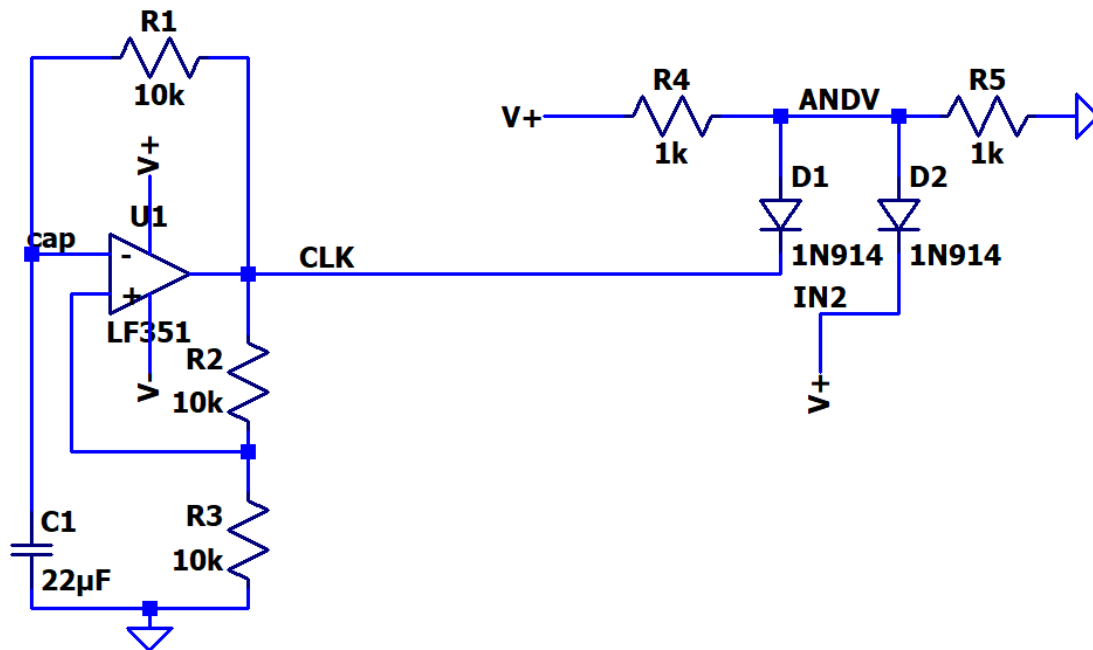 R1
10k
V+
U1
cap
-
+
LF351
V-
CLK
R2
10k
R3
10k
C1
22µF
V+
R4
1k
ANDV
R5
1k
D1
1N914
D2
1N914
IN2
V+